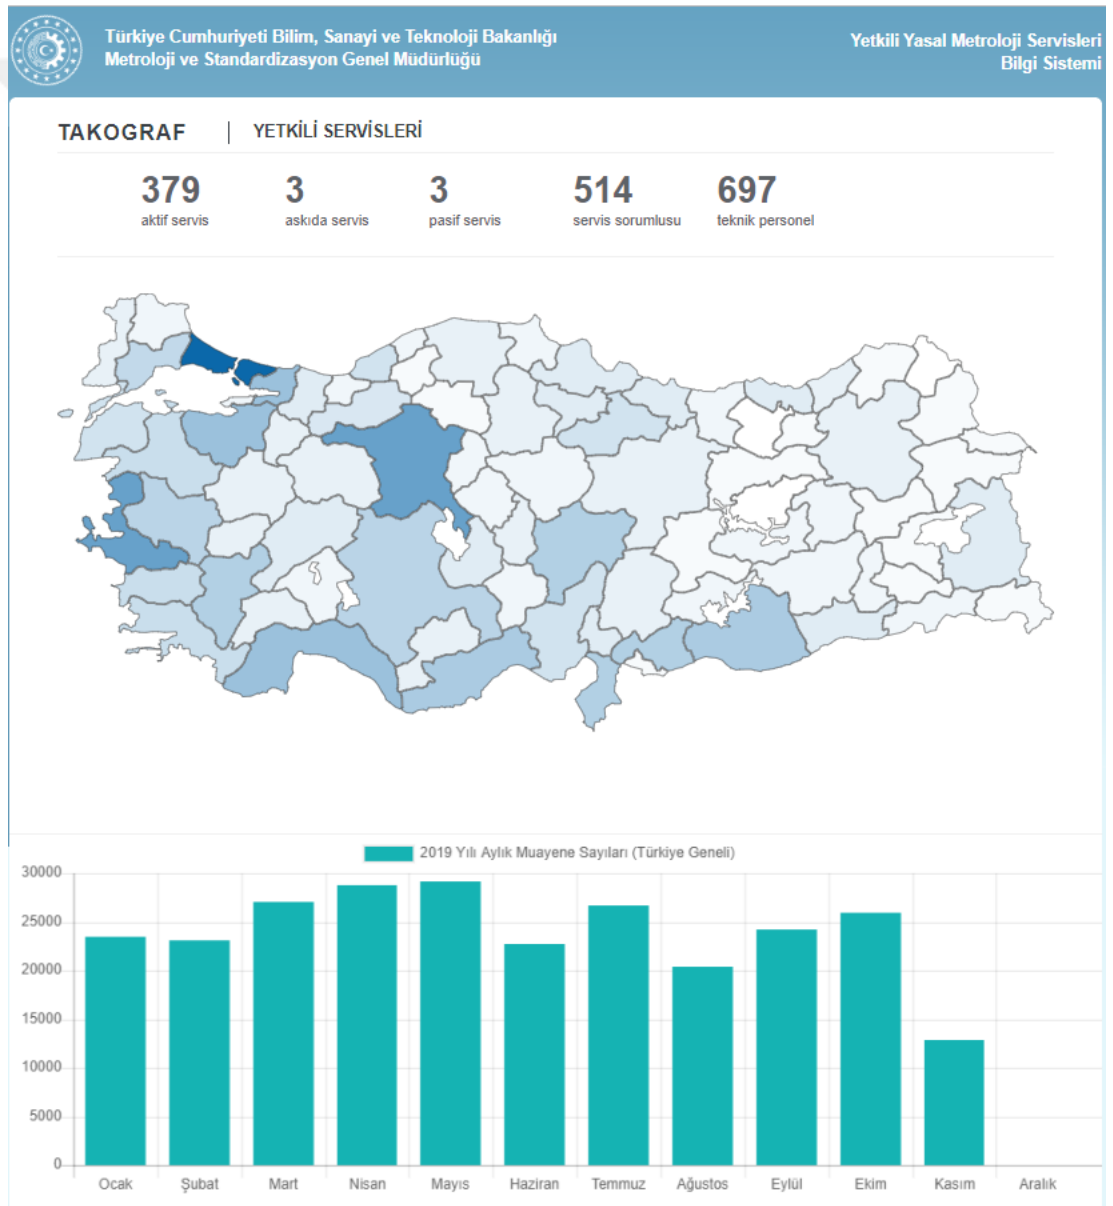 Türkiye Cumhuriyeti Bilim, Sanayi ve Teknoloji Bakanlığı
Metroloji ve Standardizasyon Genel Müdürlüğü
Yetkili Yasal Metroloji Servisleri
Bilgi Sistemi
TAKOGRAF | YETKİLİ SERVİSLERİ
379 3 3 514 697
aktif servis askıda servis pasif servis servis sorumlusu teknik personel
2019 Yılı Aylık Muayene Sayıları (Türkiye Geneli)
30000
25000
20000
15000
10000
5000
0
Ocak Şubat Mart Nisan Mayıs Haziran Temmuz Ağustos Eylül Ekim Kasım Aralık